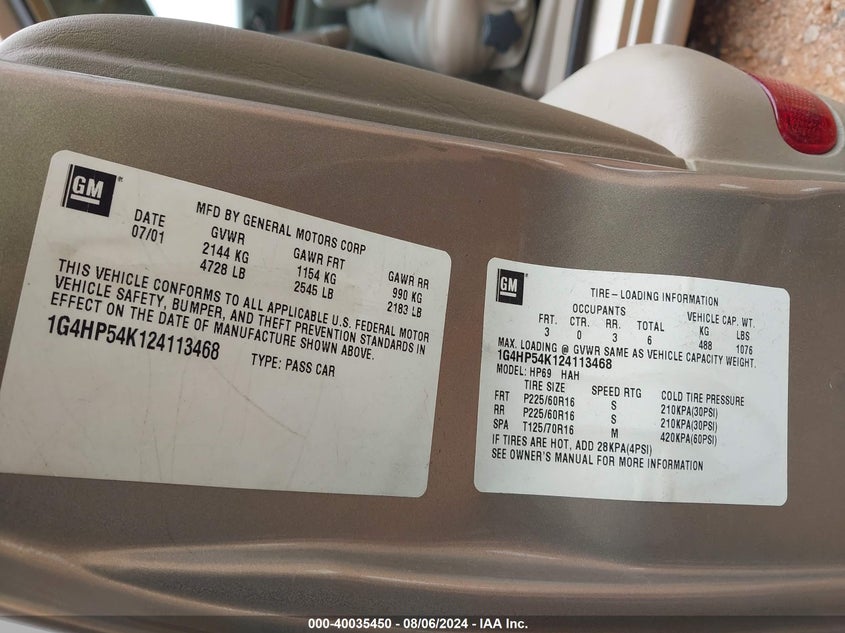 GM
MFD BY GENERAL MOTORS CORP
DATE GVWR GAWR FRT GAWR RR
07/01 2144 KG 1154 KG 990 KG
4728 LB 2545 LB 2183 LB
THIS VEHICLE CONFORMS TO ALL APPLICABLE U.S. FEDERAL MOTOR
VEHICLE SAFETY, BUMPER, AND THEFT PREVENTION STANDARDS IN
EFFECT ON THE DATE OF MANUFACTURE SHOWN ABOVE.
1G4HP54K124113468 TYPE: PASS CAR
GM
TIRE-LOADING INFORMATION
OCCUPANTS VEHICLE CAP. WT.
FRT. CTR. RR. TOTAL KG LBS
3 0 3 6 488 1076
MAX. LOADING @ GVWR SAME AS VEHICLE CAPACITY WEIGHT.
1G4HP54K124113468
MODEL: HP69 HAH
TIRE SIZE SPEED RTG COLD TIRE PRESSURE
FRT P225/60R16 S 210KPA(30PSI)
RR P225/60R16 S 210KPA(30PSI)
SPA T125/70R16 M 420KPA(60PSI)
IF TIRES ARE HOT, ADD 28KPA(4PSI)
SEE OWNER'S MANUAL FOR MORE INFORMATION
000-40035450 - 08/06/2024 - IAA Inc.